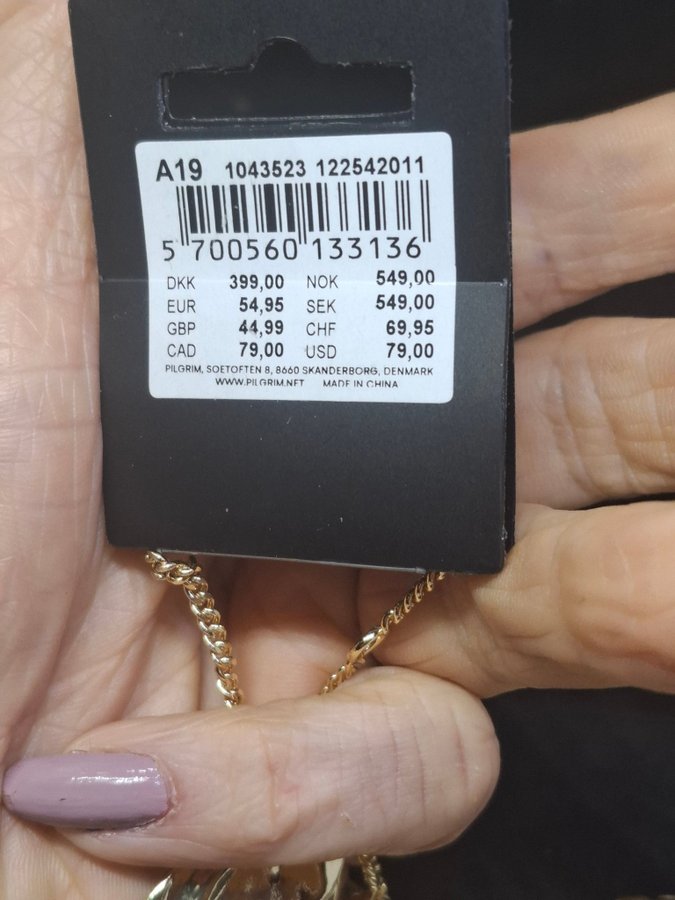 A19 1043523 122542011
5 700560 133136
DKK 399,00 NOK 549,00
EUR 54,95 SEK 549,00
GBP 44,99 CHF 69,95
CAD 79,00 USD 79,00
PILGRIM, SOETOFTEN 8, 8660 SKANDERBORG, DENMARK
WWW.PILGRIM.NET MADE IN CHINA